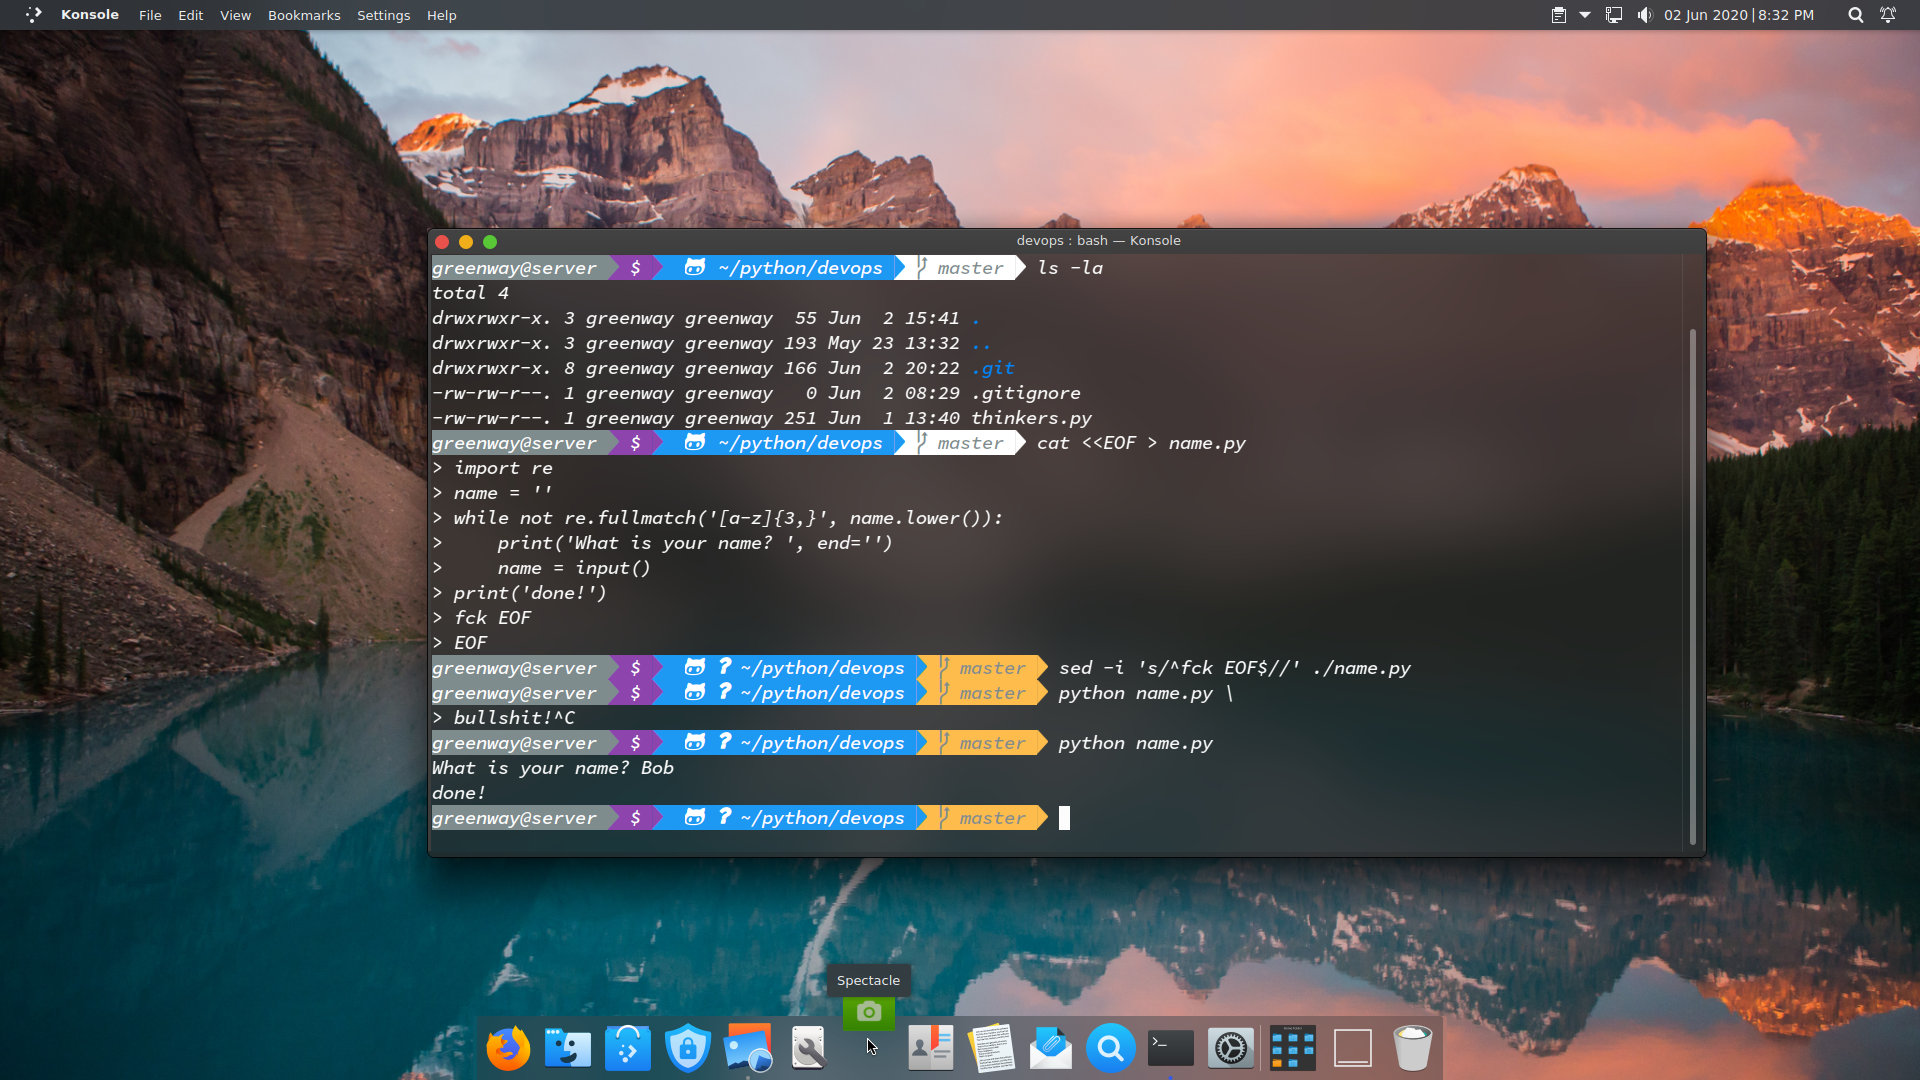 Konsole File Edit View Bookmarks Settings Help 02 Jun 2020|8:32 PM
devops : bash — Konsole
greenway@server $ ~/python/devops master ls -la
total 4
drwxrwxr-x. 3 greenway greenway  55 Jun  2 15:41 .
drwxrwxr-x. 3 greenway greenway 193 May 23 13:32 ..
drwxrwxr-x. 8 greenway greenway 166 Jun  2 20:22 .git
-rw-rw-r--. 1 greenway greenway   0 Jun  2 08:29 .gitignore
-rw-rw-r--. 1 greenway greenway 251 Jun  1 13:40 thinkers.py
greenway@server $ ~/python/devops master cat <<EOF > name.py
> import re
> name = ''
> while not re.fullmatch('[a-z]{3,}', name.lower()):
>     print('What is your name? ', end='')
>     name = input()
> print('done!')
> fck EOF
> EOF
greenway@server $ ? ~/python/devops master sed -i 's/^fck EOF$//' ./name.py
greenway@server $ ? ~/python/devops master python name.py \
> bullshit!^C
greenway@server $ ? ~/python/devops master python name.py
What is your name? Bob
done!
greenway@server $ ? ~/python/devops master
Spectacle